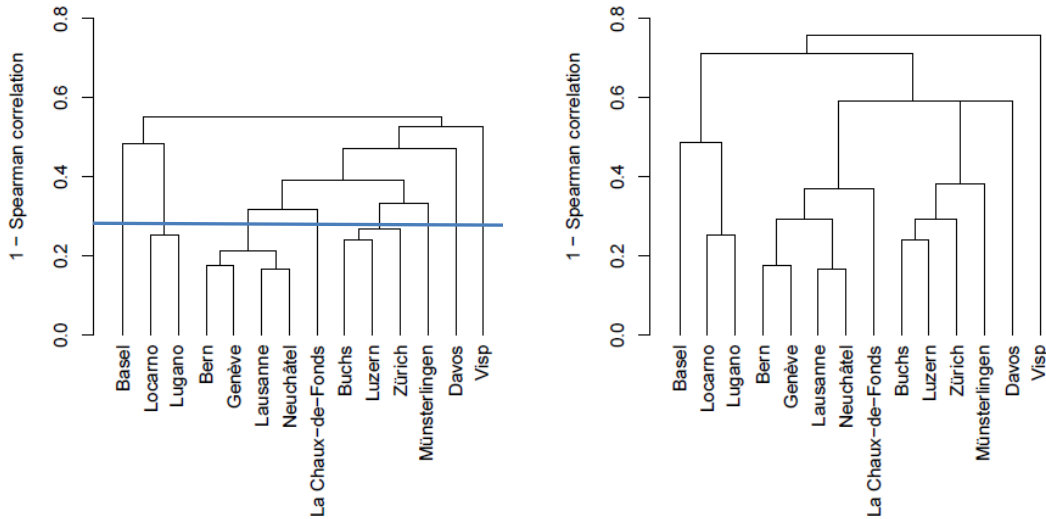 1 − Spearman correlation
0.0
0.2
0.4
0.6
0.8
Basel
Locarno
Lugano
Bern
Genève
Lausanne
Neuchâtel
La Chaux−de−Fonds
Buchs
Luzern
Zürich
Münsterlingen
Davos
Visp
1 − Spearman correlation
0.0
0.2
0.4
0.6
0.8
Basel
Locarno
Lugano
Bern
Genève
Lausanne
Neuchâtel
La Chaux−de−Fonds
Buchs
Luzern
Zürich
Münsterlingen
Davos
Visp